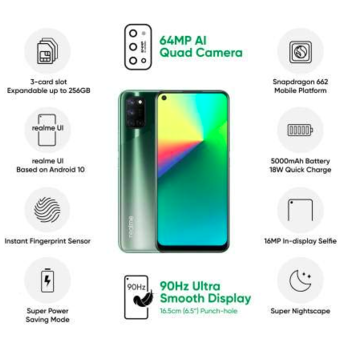 64MP AI
Quad Camera
3-card slot
Expandable up to 256GB
Snapdragon 662
Mobile Platform
realme UI
realme UI
Based on Android 10
5000mAh Battery
18W Quick Charge
realme
Instant Fingerprint Sensor
16MP In-display Selfie
90Hz
90Hz Ultra
Smooth Display
16.5cm (6.5") Punch-hole
Super Power
Saving Mode
Super Nightscape